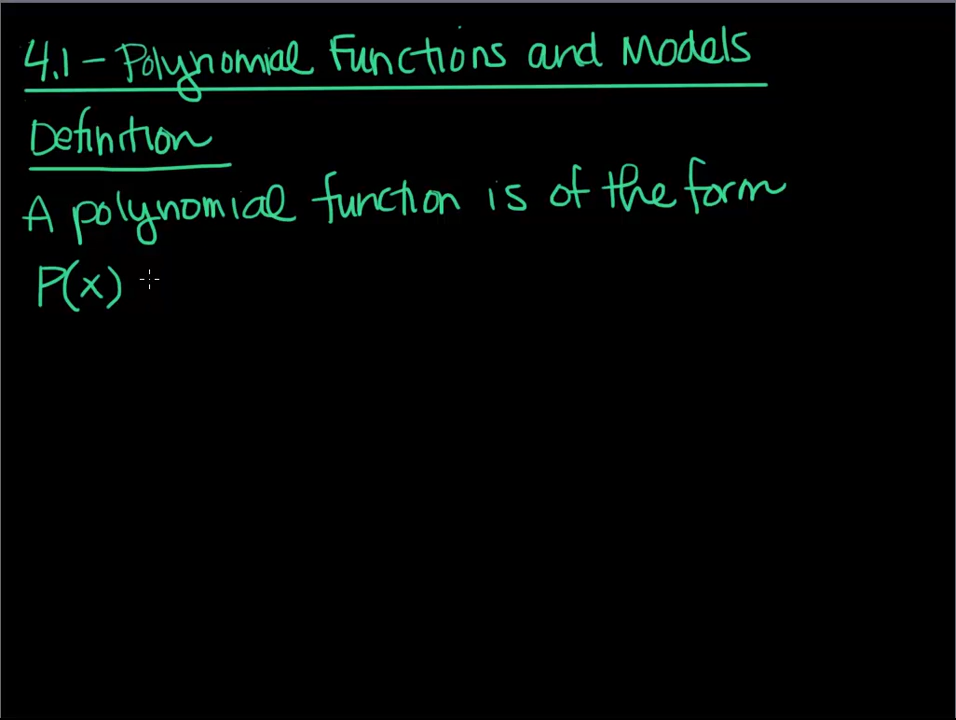 4.1 - Polynomial Functions and Models
Definition
A polynomial function is of the form
P(x)